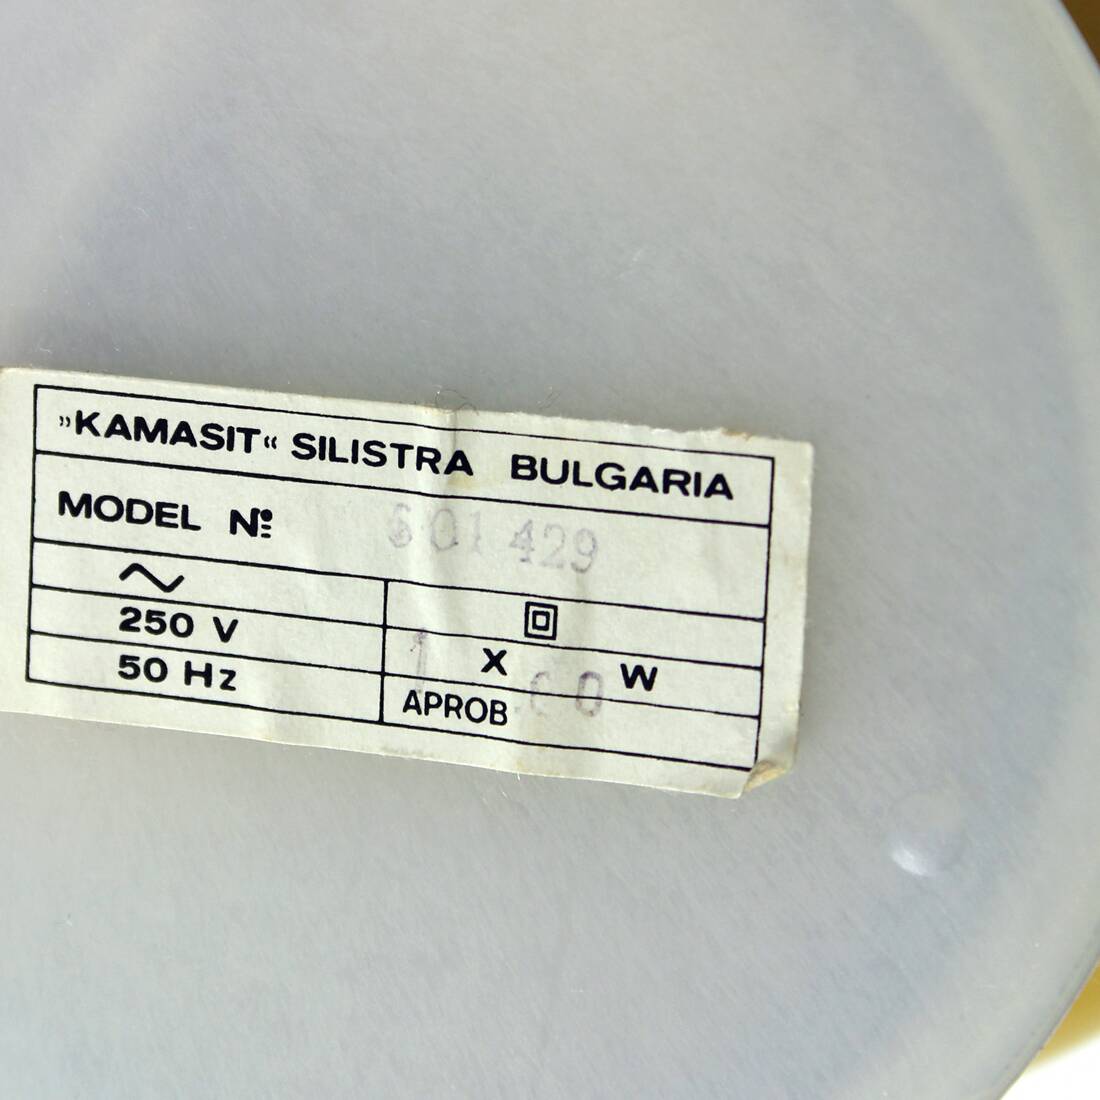 „KAMASIT“ SILISTRA BULGARIA
MODEL № 601 429
~
250 V
1 X 60 W
50 Hz
APROB